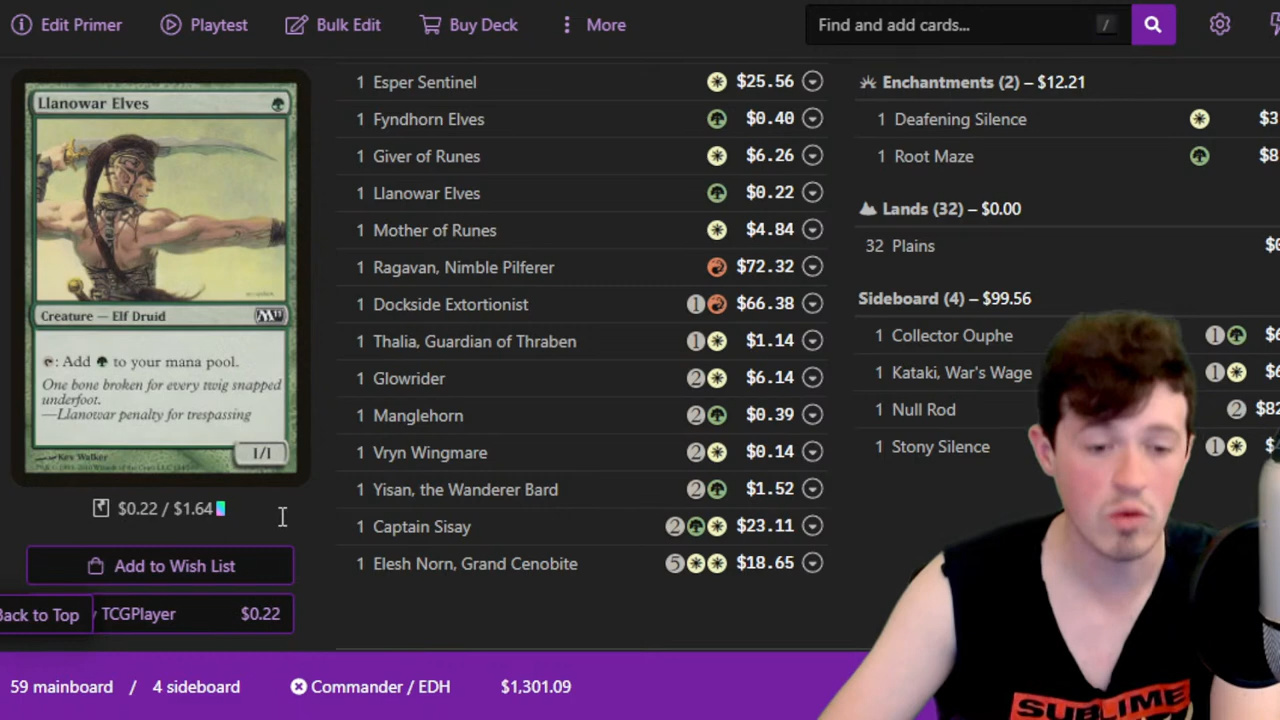 Edit Primer
Playtest
Bulk Edit
Buy Deck
More
Find and add cards...
/
Llanowar Elves
Creature — Elf Druid
: Add to your mana pool.
One bone broken for every twig snapped
underfoot.
—Llanowar penalty for trespassing
1/1
$0.22 / $1.64
Add to Wish List
Back to Top
TCGPlayer $0.22
1 Esper Sentinel $25.56
1 Fyndhorn Elves $0.40
1 Giver of Runes $6.26
1 Llanowar Elves $0.22
1 Mother of Runes $4.84
1 Ragavan, Nimble Pilferer $72.32
1 Dockside Extortionist 1 $66.38
1 Thalia, Guardian of Thraben 1 $1.14
1 Glowrider 2 $6.14
1 Manglehorn 2 $0.39
1 Vryn Wingmare 2 $0.14
1 Yisan, the Wanderer Bard 2 $1.52
1 Captain Sisay 2 $23.11
1 Elesh Norn, Grand Cenobite 5 $18.65
Enchantments (2) – $12.21
1 Deafening Silence $3
1 Root Maze $8
Lands (32) – $0.00
32 Plains $0
Sideboard (4) – $99.56
1 Collector Ouphe 1 $6
1 Kataki, War's Wage 1 $6
1 Null Rod 2 $82
1 Stony Silence 1 $
59 mainboard / 4 sideboard
Commander / EDH
$1,301.09
SUBLIME